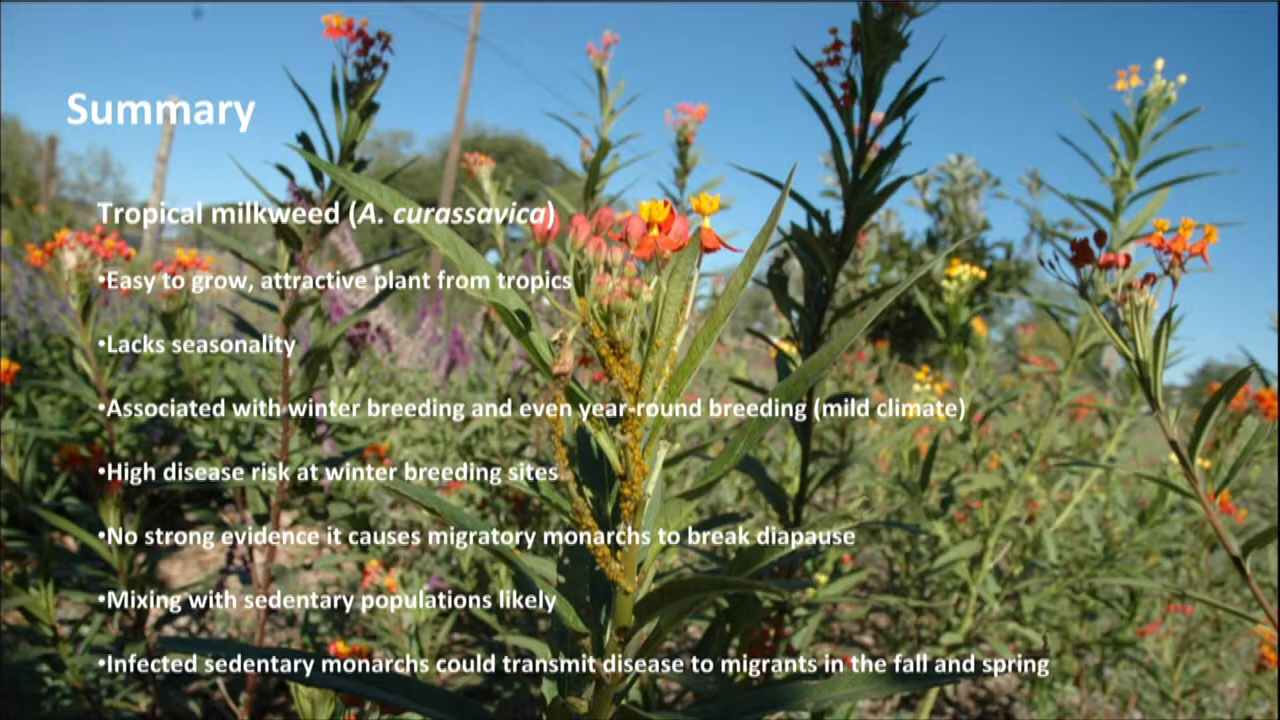 Summary
Tropical milkweed (A. curassavica)
•Easy to grow, attractive plant from tropics
•Lacks seasonality
•Associated with winter breeding and even year-round breeding (mild climate)
•High disease risk at winter breeding sites
•No strong evidence it causes migratory monarchs to break diapause
•Mixing with sedentary populations likely
•Infected sedentary monarchs could transmit disease to migrants in the fall and spring